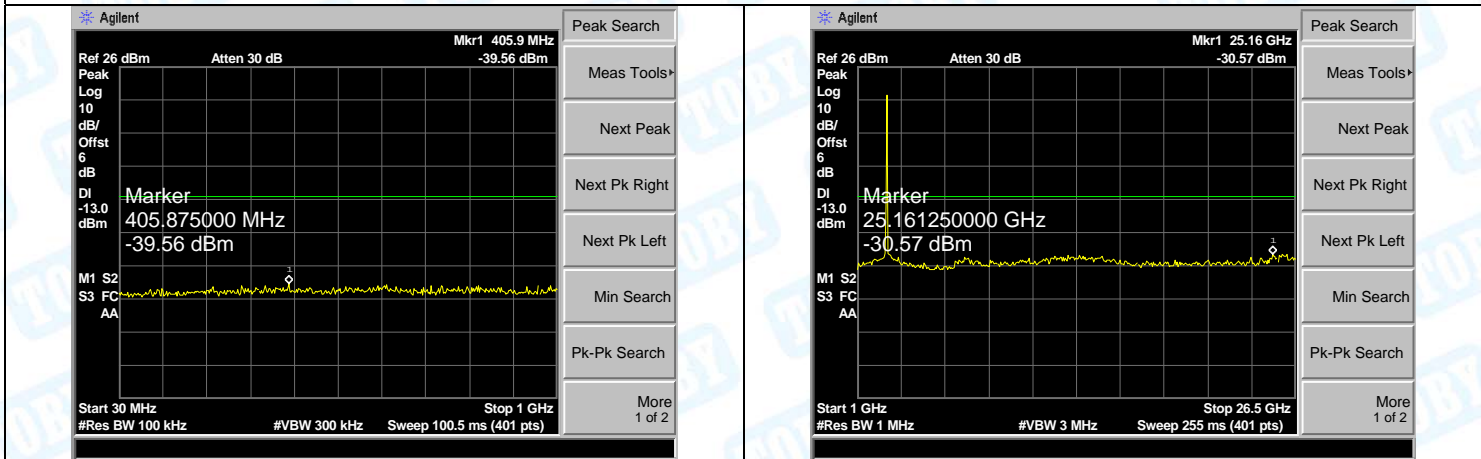 Agilent
Peak Search
Mkr1 405.9 MHz
Ref 26 dBm Atten 30 dB -39.56 dBm
Peak
Log
10
dB/
Offst
6
dB
DI
-13.0
dBm
Marker
405.875000 MHz
-39.56 dBm
1
M1 S2
S3 FC
AA
Start 30 MHz Stop 1 GHz
#Res BW 100 kHz #VBW 300 kHz Sweep 100.5 ms (401 pts)
Meas Tools
Next Peak
Next Pk Right
Next Pk Left
Min Search
Pk-Pk Search
More
1 of 2
Agilent
Peak Search
Mkr1 25.16 GHz
Ref 26 dBm Atten 30 dB -30.57 dBm
Peak
Log
10
dB/
Offst
6
dB
DI
-13.0
dBm
Marker
25.161250000 GHz
-30.57 dBm
1
M1 S2
S3 FC
AA
Start 1 GHz Stop 26.5 GHz
#Res BW 1 MHz #VBW 3 MHz Sweep 255 ms (401 pts)
Meas Tools
Next Peak
Next Pk Right
Next Pk Left
Min Search
Pk-Pk Search
More
1 of 2
TOBY
TOBY
TOBY
TOBY